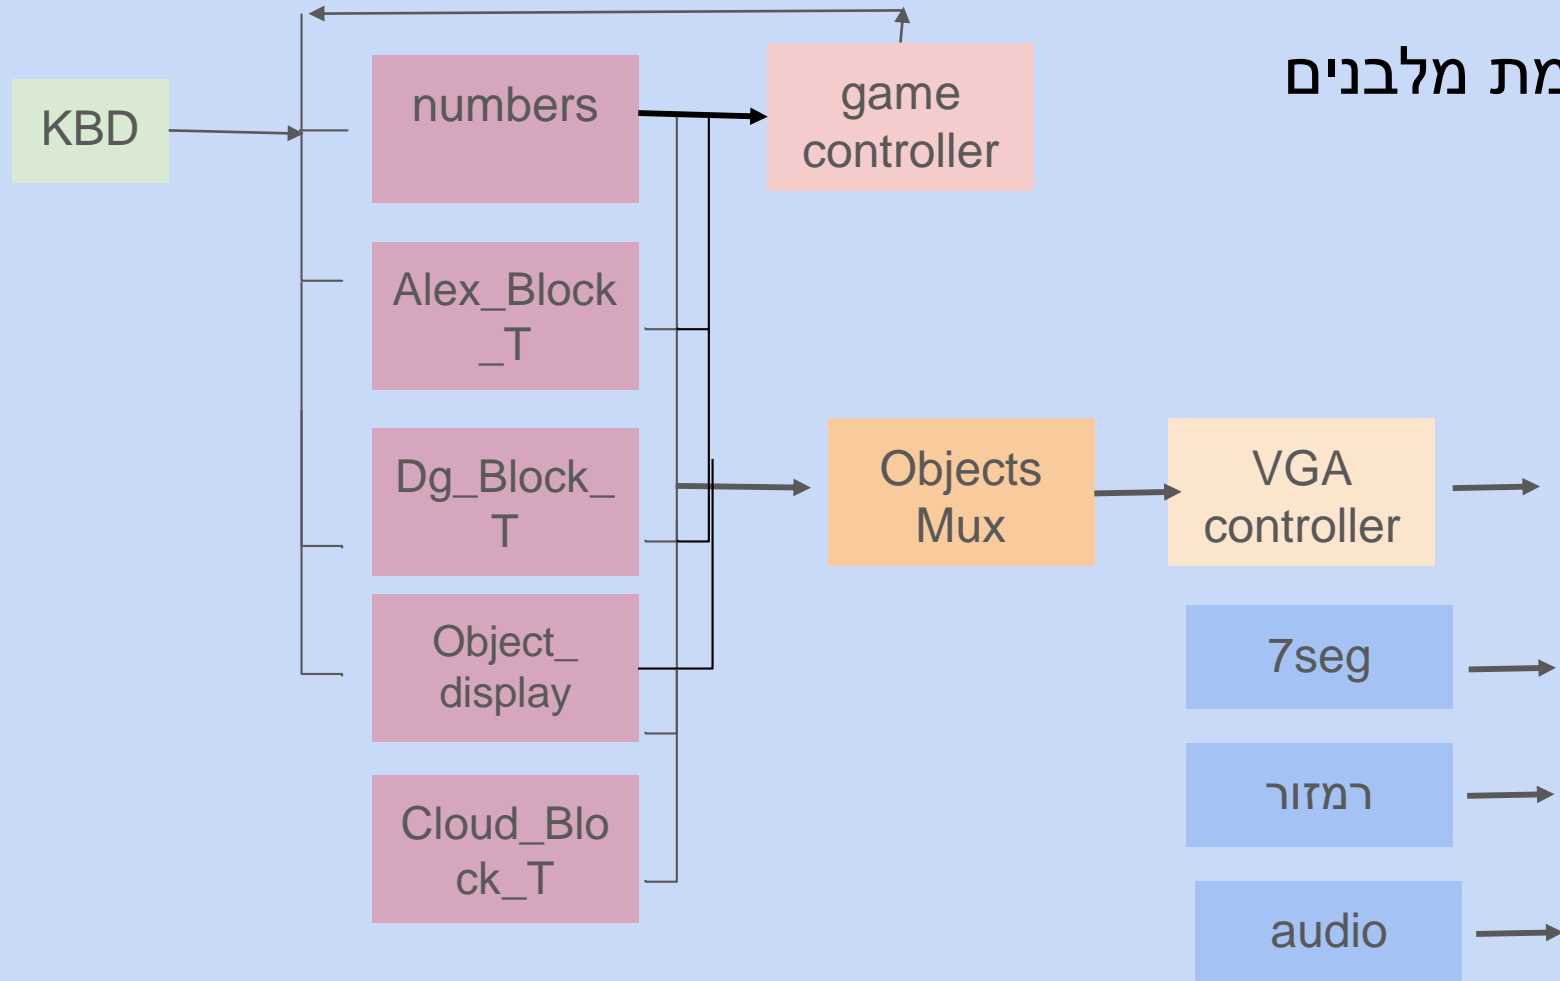 מת מלבנים
KBD
numbers
game
controller
Alex_Block
_T
Dg_Block_
T
Objects
Mux
VGA
controller
Object_
display
7seg
רמזור
Cloud_Blo
ck_T
audio